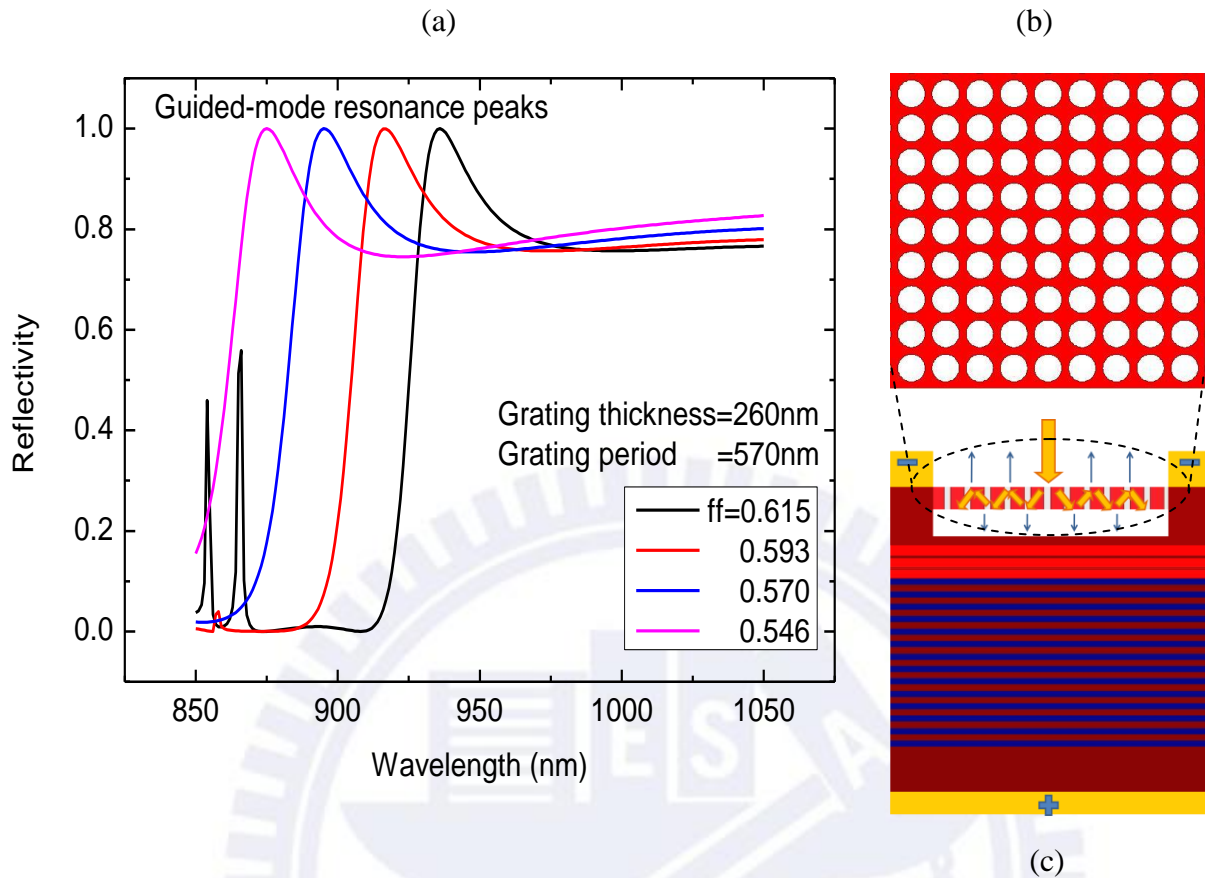 (a)
(b)
Guided-mode resonance peaks
1.0
0.8
0.6
0.4
0.2
0.0
Reflectivity
Grating thickness=260nm
Grating period =570nm
ff=0.615
0.593
0.570
0.546
850
900
950
1000
1050
Wavelength (nm)
E S A
R
(c)